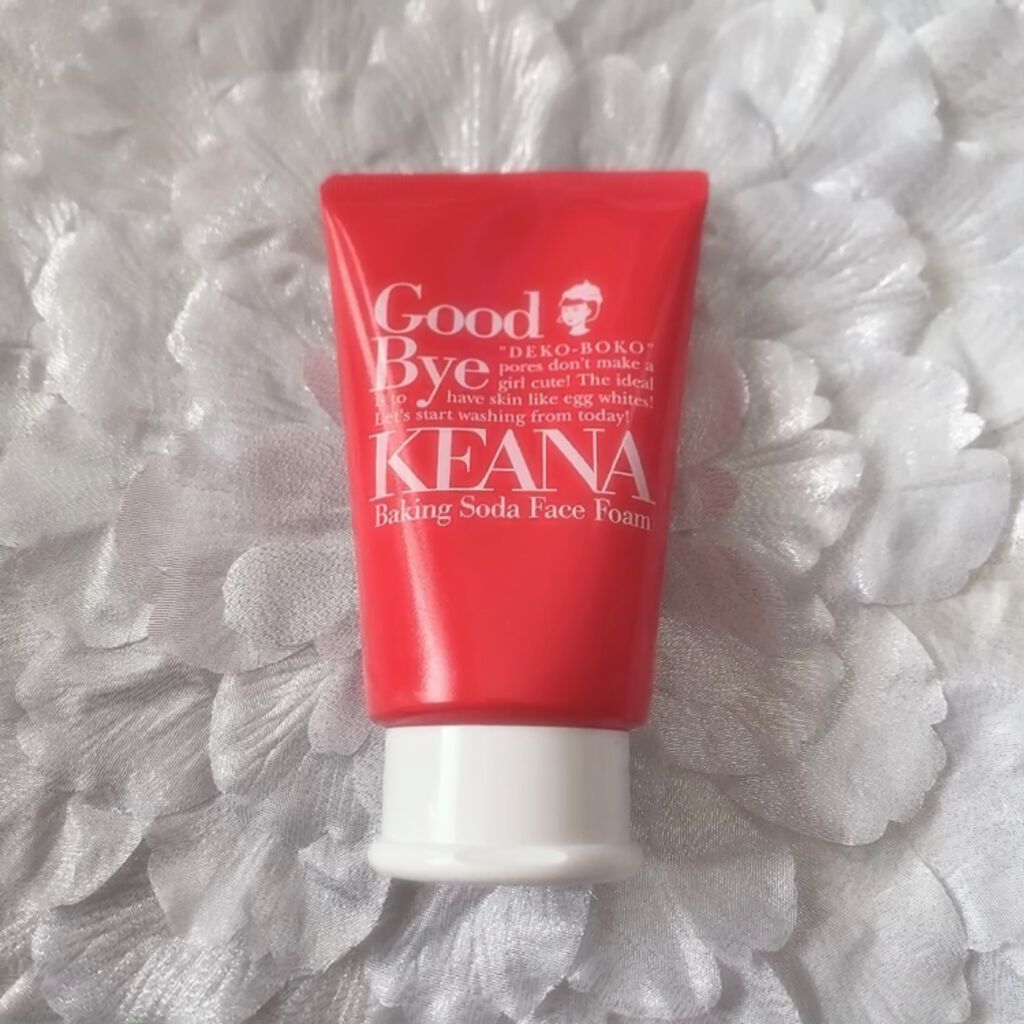 Good
Bye
"DEKO-BOKO"
pores don't make a
girl cute! The ideal
is to have skin like egg whites!
Let's start washing from today!
KEANA
Baking Soda Face Foam